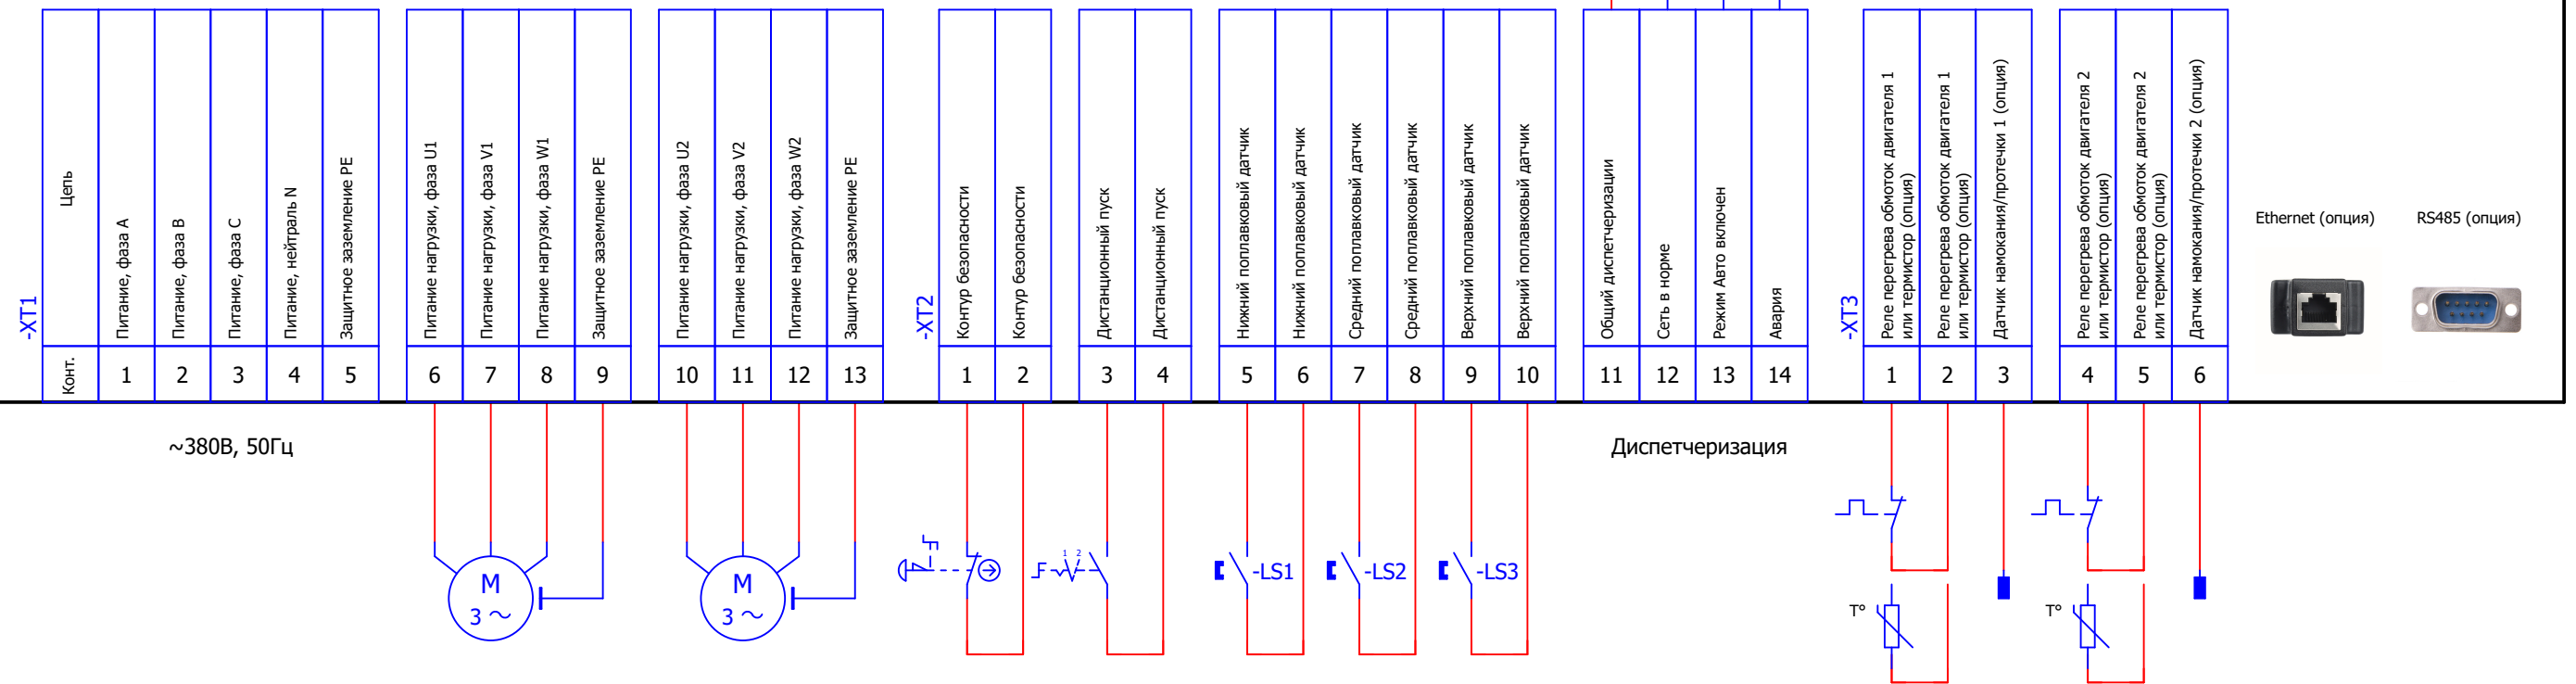 -XT1
Цепь
Конт.
Питание, фаза A
1
Питание, фаза B
2
Питание, фаза C
3
Питание, нейтраль N
4
Защитное заземление PE
5
Питание нагрузки, фаза U1
6
Питание нагрузки, фаза V1
7
Питание нагрузки, фаза W1
8
Защитное заземление PE
9
Питание нагрузки, фаза U2
10
Питание нагрузки, фаза V2
11
Питание нагрузки, фаза W2
12
Защитное заземление PE
13
-XT2
Контур безопасности
1
Контур безопасности
2
Дистанционный пуск
3
Дистанционный пуск
4
Нижний поплавковый датчик
5
Нижний поплавковый датчик
6
Средний поплавковый датчик
7
Средний поплавковый датчик
8
Верхний поплавковый датчик
9
Верхний поплавковый датчик
10
Общий диспетчеризации
11
Сеть в норме
12
Режим Авто включен
13
Авария
14
-XT3
Реле перегрева обмоток двигателя 1
или термистор (опция)
1
Реле перегрева обмоток двигателя 1
или термистор (опция)
2
Датчик намокания/протечки 1 (опция)
3
Реле перегрева обмоток двигателя 2
или термистор (опция)
4
Реле перегрева обмоток двигателя 2
или термистор (опция)
5
Датчик намокания/протечки 2 (опция)
6
Ethernet (опция)
RS485 (опция)
~380В, 50Гц
Диспетчеризация
M
3 ~
M
3 ~
1 2
-LS1
-LS2
-LS3
T°
T°